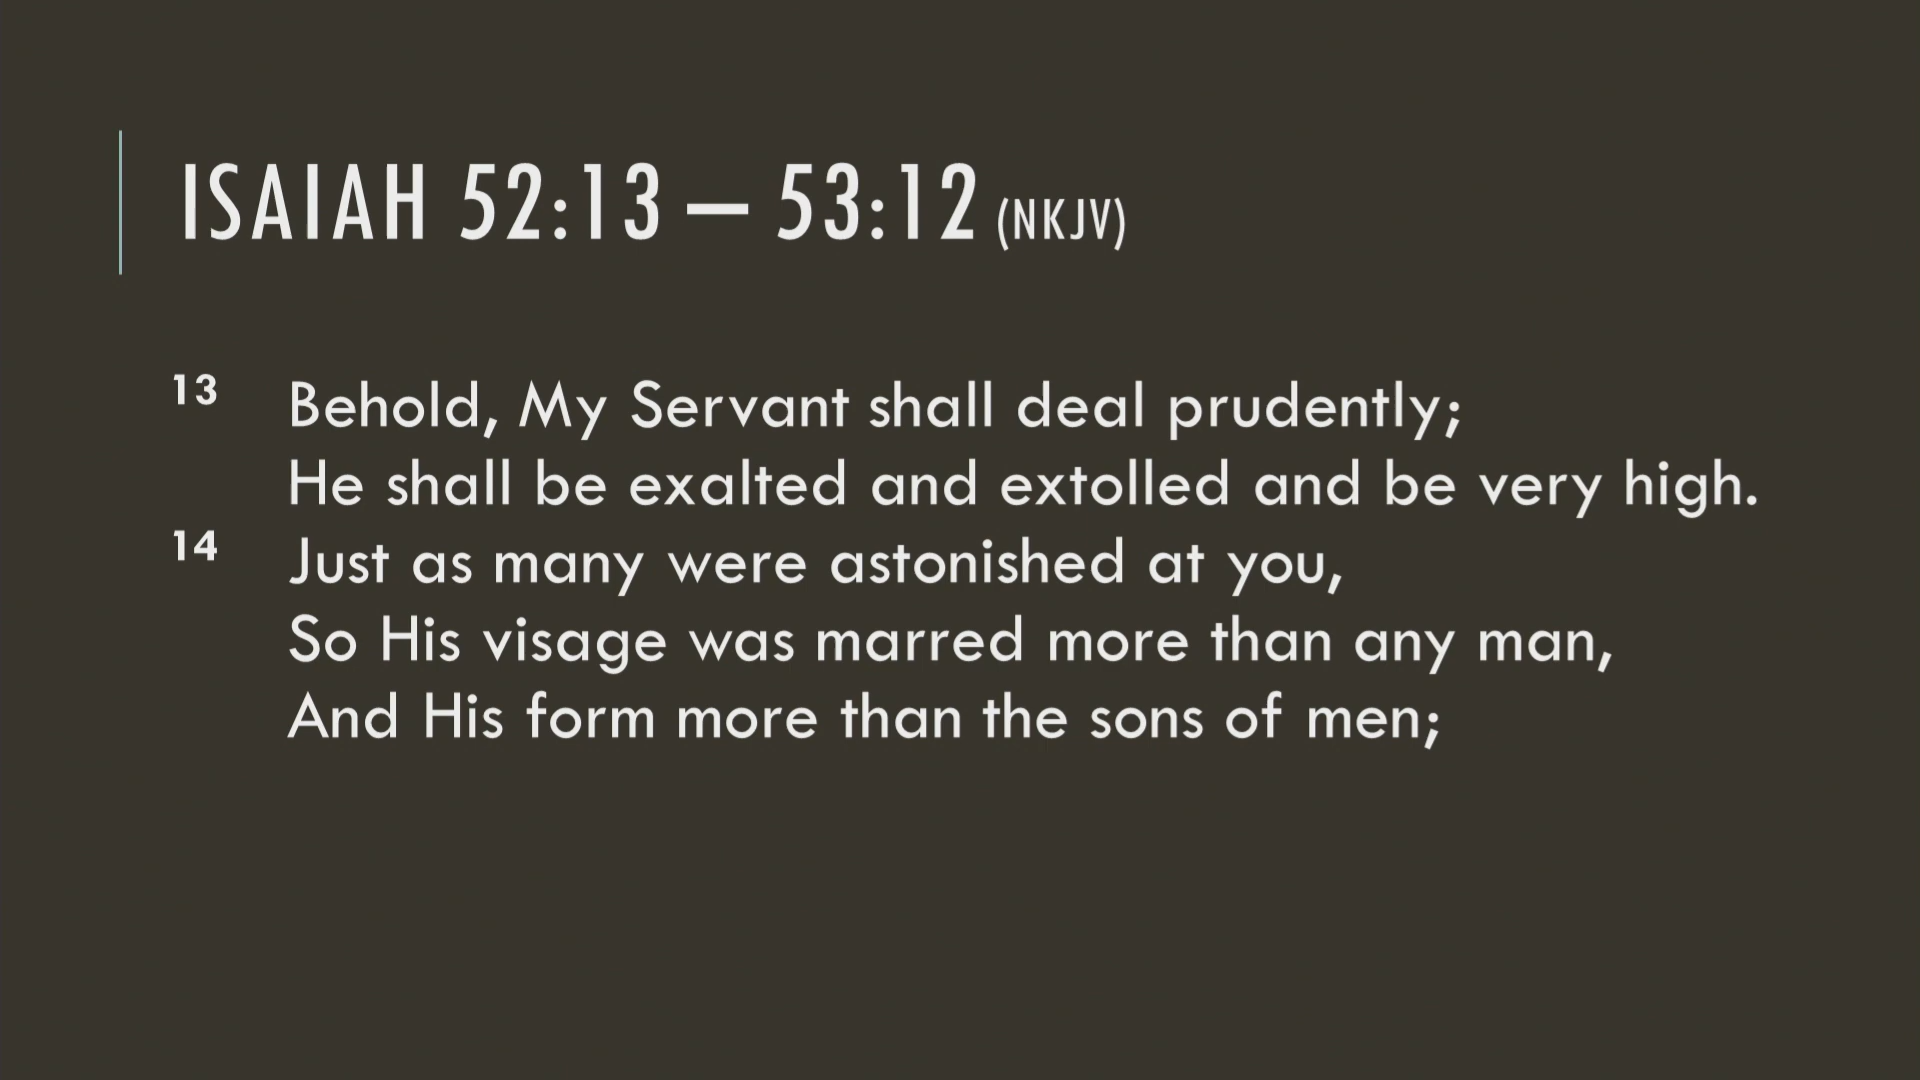 ISAIAH 52:13 – 53:12 (NKJV)
13 Behold, My Servant shall deal prudently;
He shall be exalted and extolled and be very high.
14 Just as many were astonished at you,
So His visage was marred more than any man,
And His form more than the sons of men;